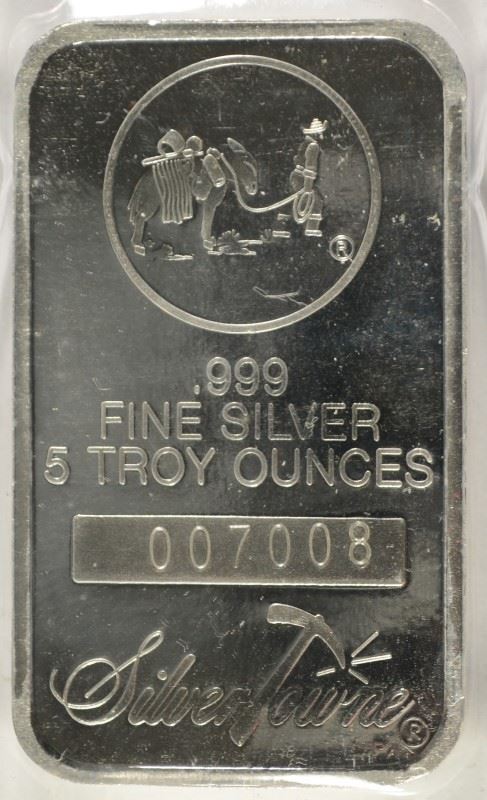 ®
.999
FINE SILVER
5 TROY OUNCES
007008
SilverTowne®